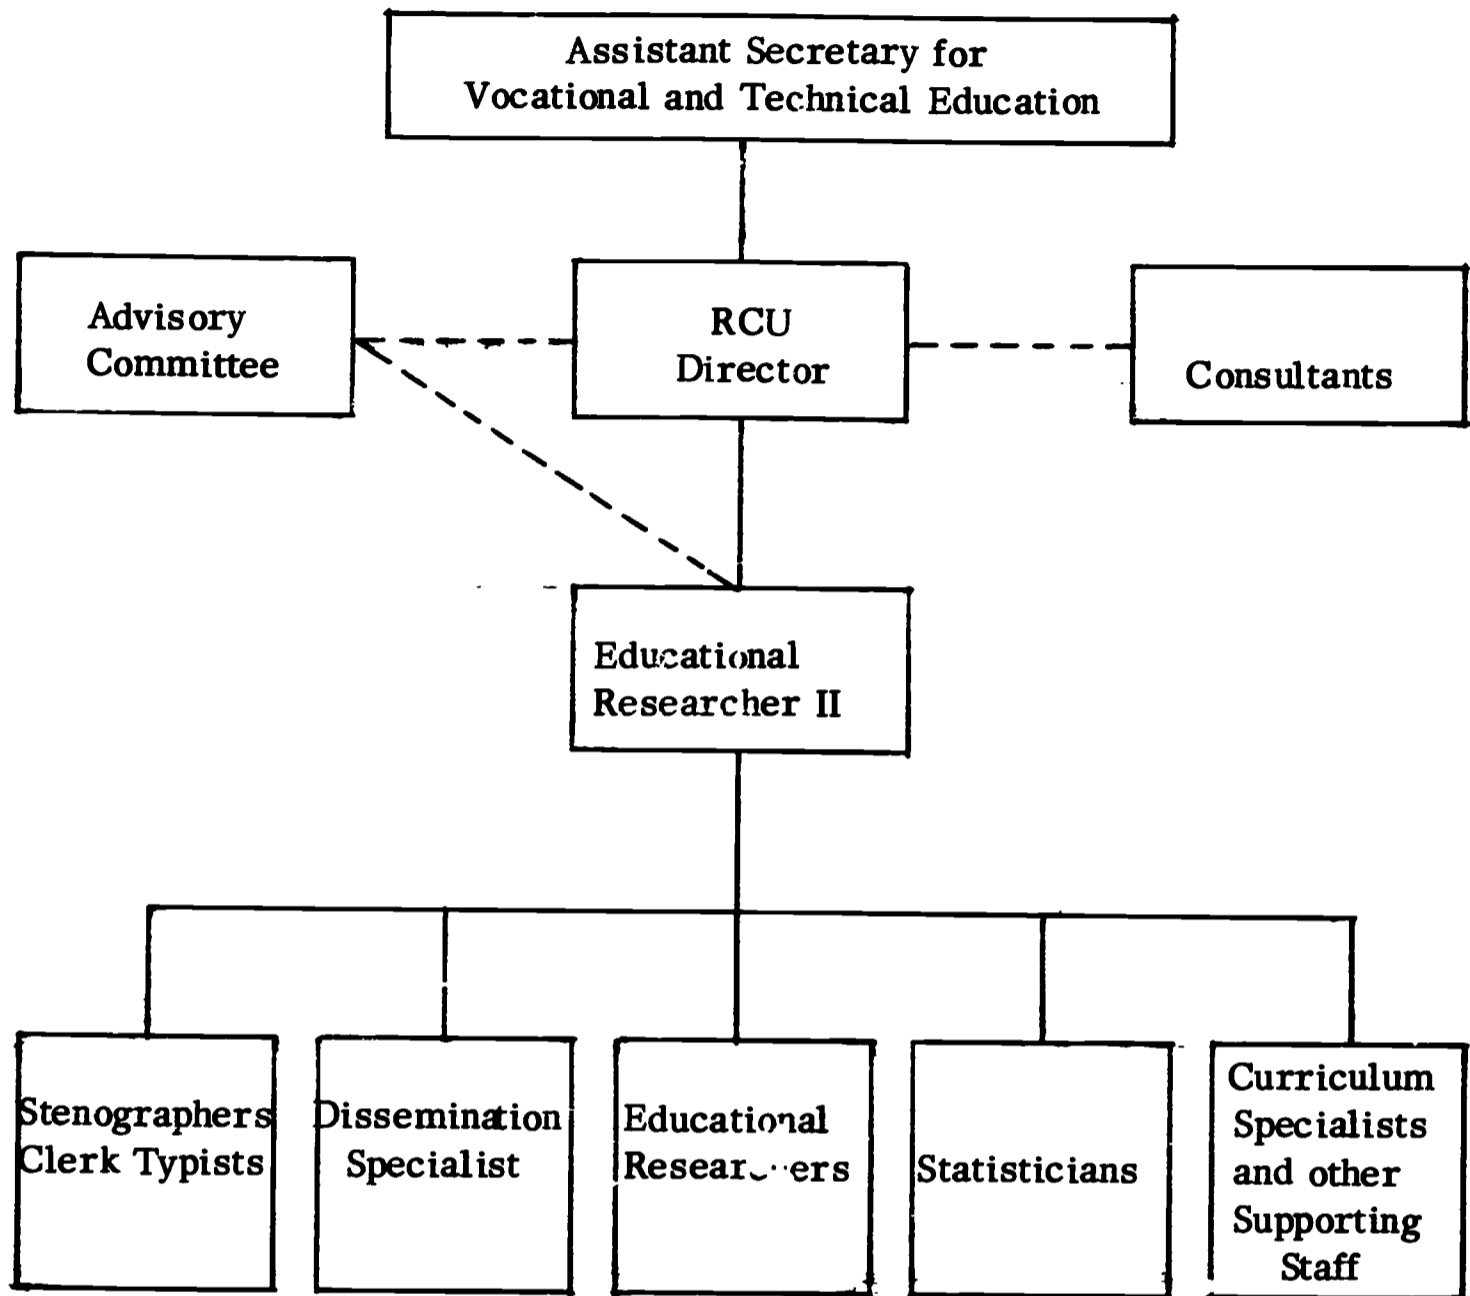 Assistant Secretary for
Vocational and Technical Education
Advisory
Committee
RCU
Director
Consultants
Educational
Researcher II
Stenographers
Clerk Typists
Dissemination
Specialist
Educational
Researchers
Statisticians
Curriculum
Specialists
and other
Supporting
Staff